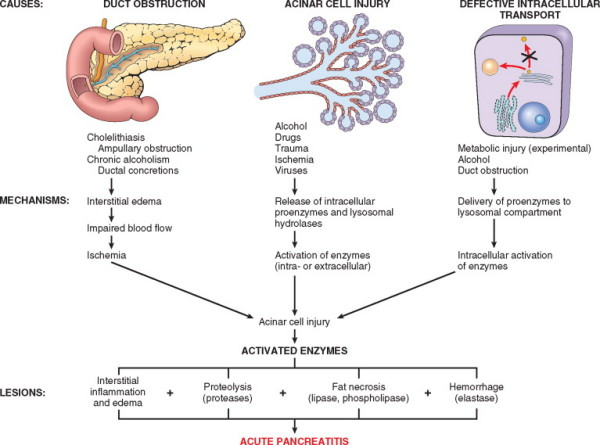 CAUSES:
DUCT OBSTRUCTION
ACINAR CELL INJURY
DEFECTIVE INTRACELLULAR
TRANSPORT
Cholelithiasis
Ampullary obstruction
Chronic alcoholism
Ductal concretions
Alcohol
Drugs
Trauma
Ischemia
Viruses
Metabolic injury (experimental)
Alcohol
Duct obstruction
MECHANISMS:
Interstitial edema
Impaired blood flow
Ischemia
Release of intracellular
proenzymes and lysosomal
hydrolases
Activation of enzymes
(intra- or extracellular)
Delivery of proenzymes to
lysosomal compartment
Intracellular activation
of enzymes
Acinar cell injury
ACTIVATED ENZYMES
LESIONS:
Interstitial
inflammation
and edema
+
Proteolysis
(proteases)
+
Fat necrosis
(lipase, phospholipase)
+
Hemorrhage
(elastase)
ACUTE PANCREATITIS